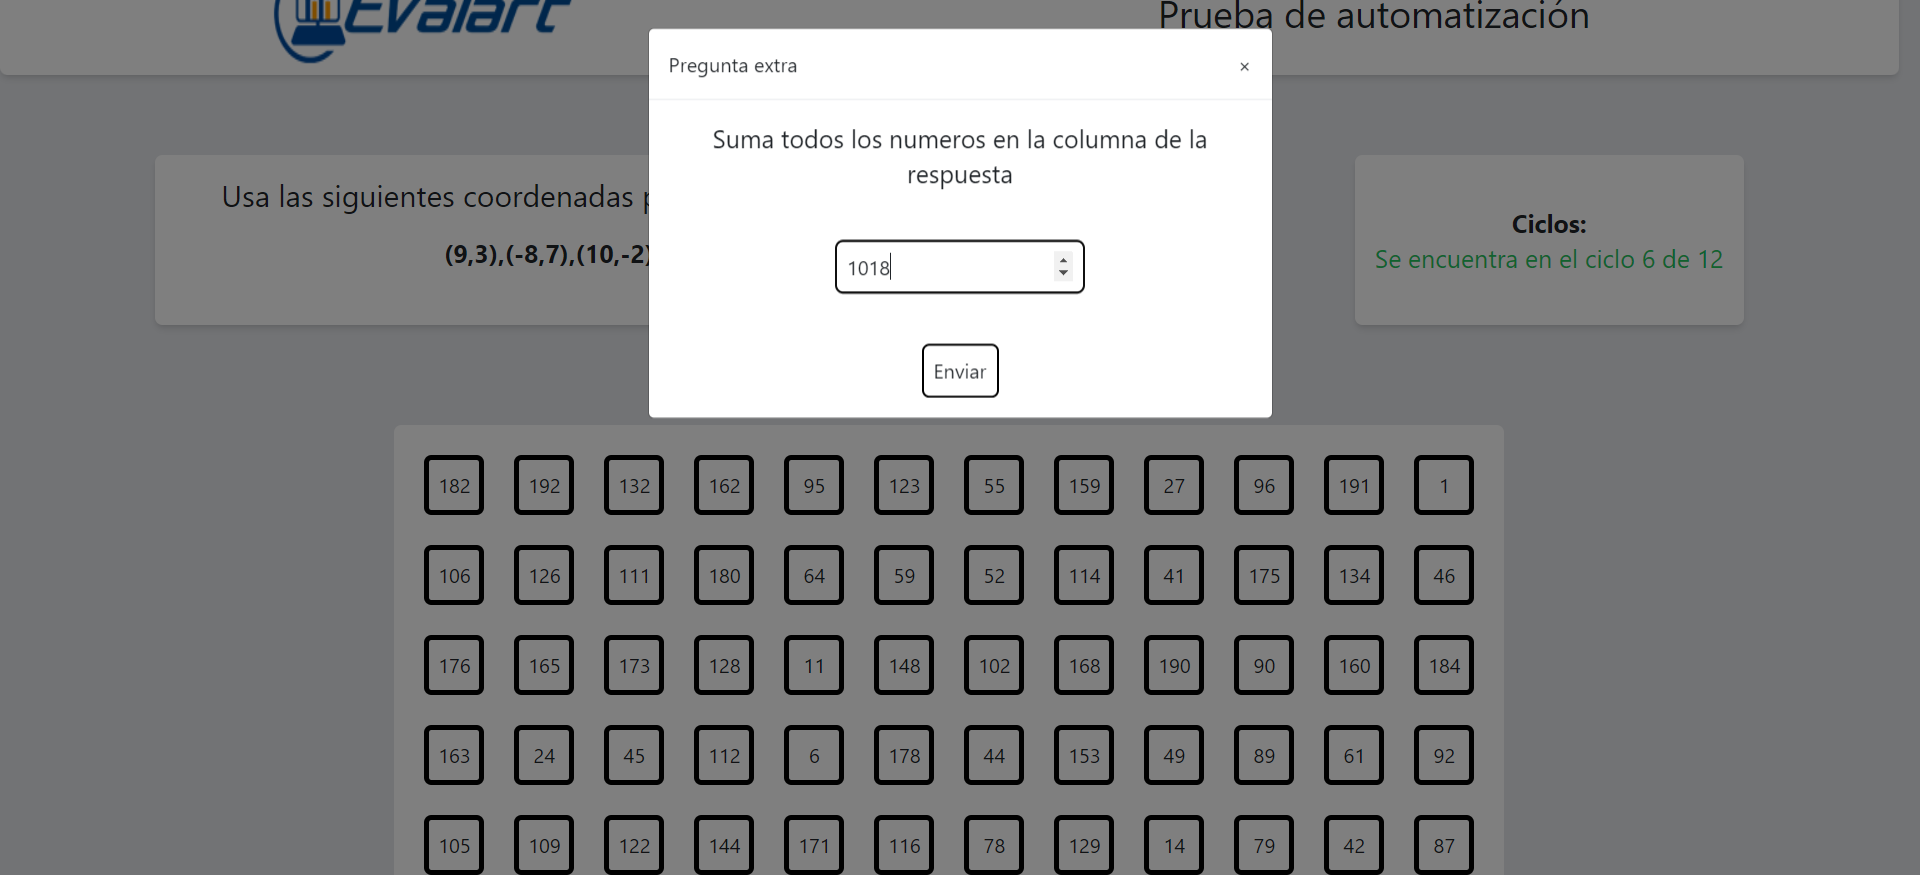 Evalart
Prueba de automatización
Pregunta extra
×
Suma todos los numeros en la columna de la
respuesta
1018
Enviar
Usa las siguientes coordenadas
(9,3),(-8,7),(10,-2)
Ciclos:
Se encuentra en el ciclo 6 de 12
182 192 132 162 95 123 55 159 27 96 191 1
106 126 111 180 64 59 52 114 41 175 134 46
176 165 173 128 11 148 102 168 190 90 160 184
163 24 45 112 6 178 44 153 49 89 61 92
105 109 122 144 171 116 78 129 14 79 42 87